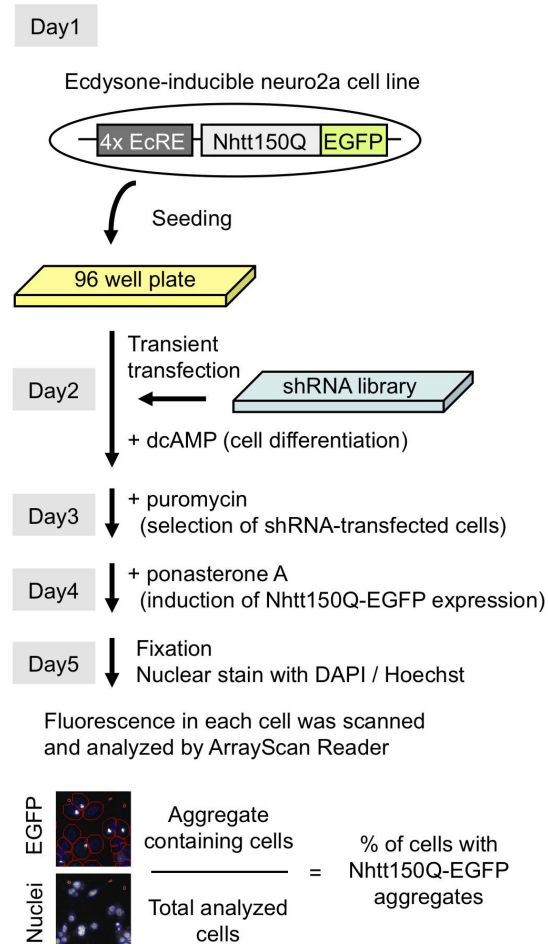 Day1
Ecdysone-inducible neuro2a cell line
4x EcRE Nhtt150Q EGFP
Seeding
96 well plate
Transient
transfection
Day2
shRNA library
+ dcAMP (cell differentiation)
Day3
+ puromycin
(selection of shRNA-transfected cells)
Day4
+ ponasterone A
(induction of Nhtt150Q-EGFP expression)
Day5
Fixation
Nuclear stain with DAPI / Hoechst
Fluorescence in each cell was scanned
and analyzed by ArrayScan Reader
EGFP
Nuclei
Aggregate
containing cells
Total analyzed
cells
=
% of cells with
Nhtt150Q-EGFP
aggregates